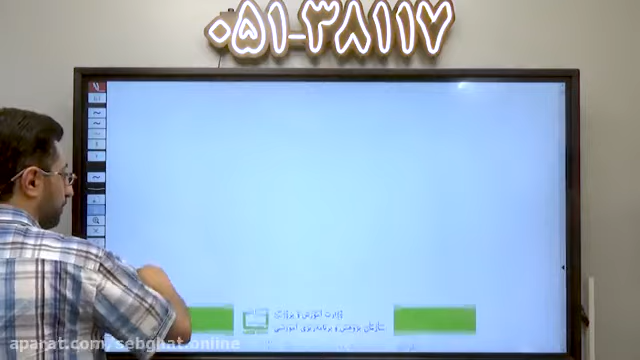 ۰۵۱-۳۸۱۱۷
وزارت آموزش و پرورش
سازمان پژوهش و برنامه‌ریزی آموزشی
aparat.com/sebghat.online